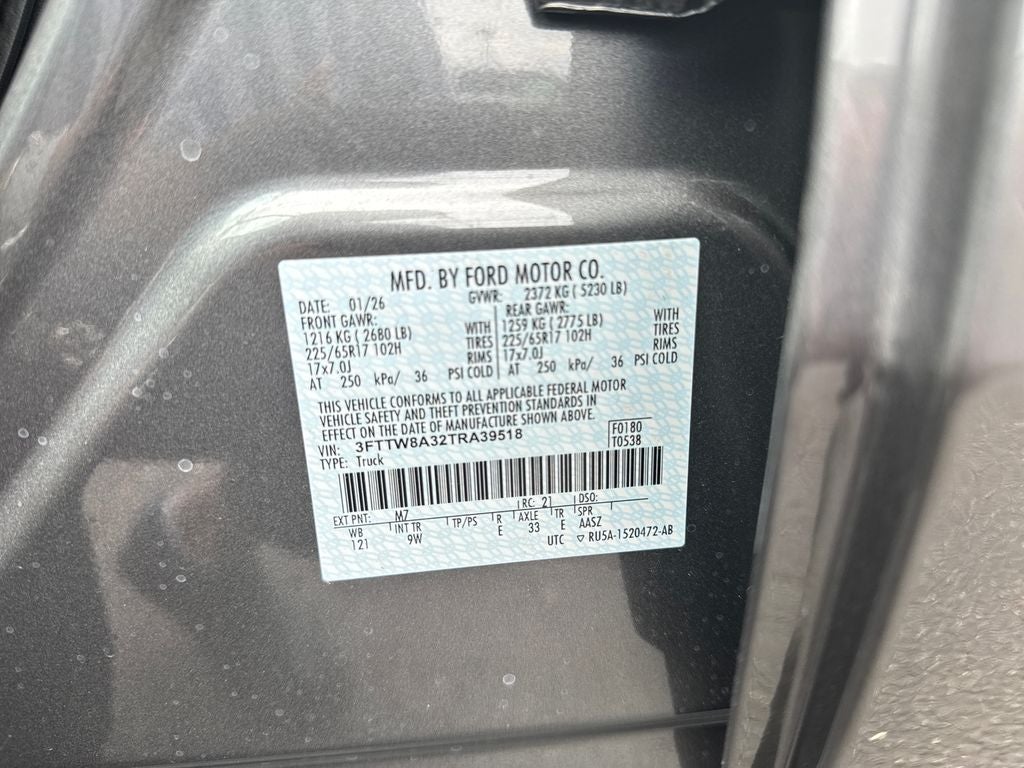 MFD. BY FORD MOTOR CO.
DATE: 01/26 GVWR: 2372 KG ( 5230 LB)
FRONT GAWR: REAR GAWR:
1216 KG ( 2680 LB) WITH 1259 KG ( 2775 LB) WITH
225/65R17 102H TIRES 225/65R17 102H TIRES
17x7.0J RIMS 17x7.0J RIMS
AT 250 kPa/ 36 PSI COLD AT 250 kPa/ 36 PSI COLD
THIS VEHICLE CONFORMS TO ALL APPLICABLE FEDERAL MOTOR
VEHICLE SAFETY AND THEFT PREVENTION STANDARDS IN
EFFECT ON THE DATE OF MANUFACTURE SHOWN ABOVE.
VIN: 3FTTW8A32TRA39518 F0180
TYPE: Truck T0538
EXT PNT: M7 RC: 21 DSO:
WB INT TR TP/PS R AXLE TR SPR
121 9W E 33 E AASZ
UTC ▽ RU5A-1520472-AB